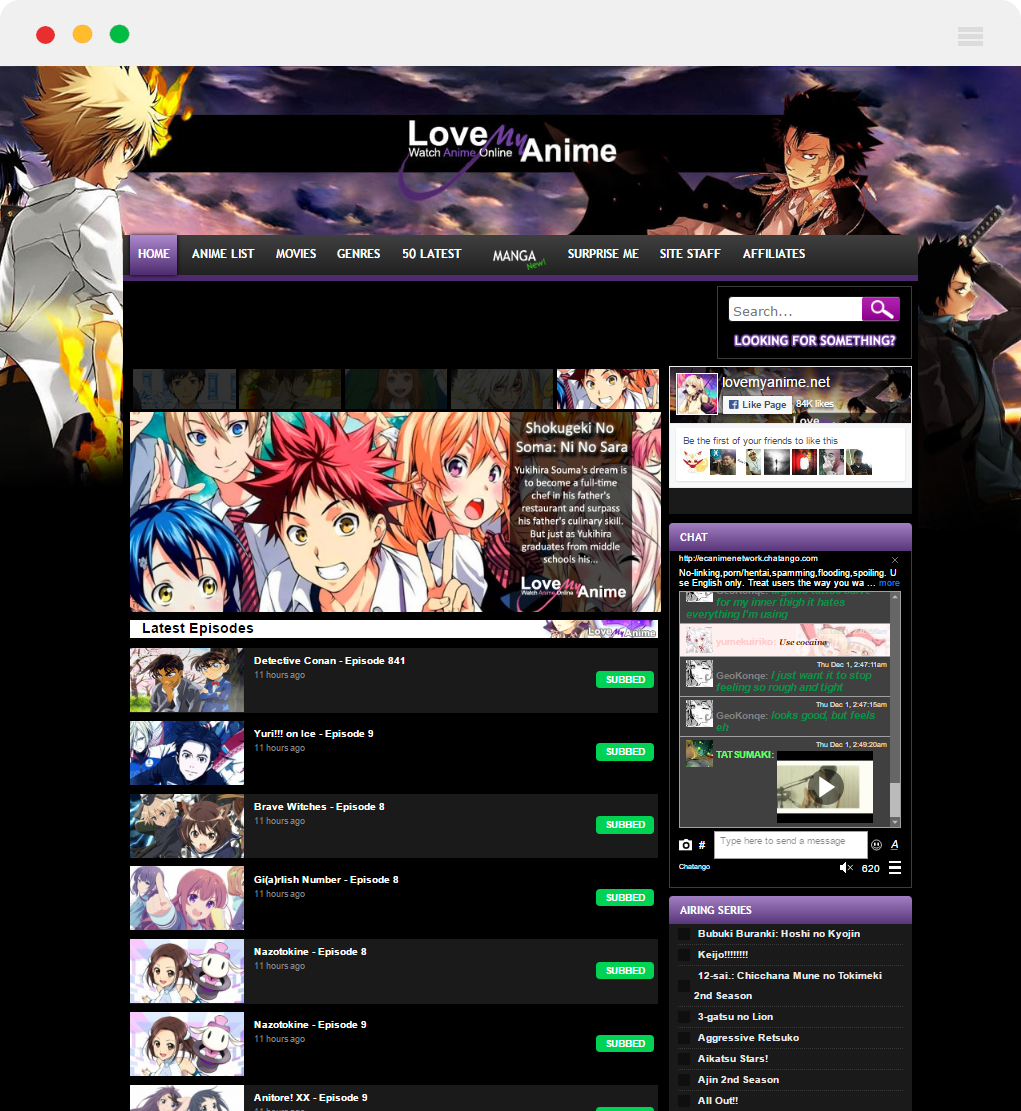 Love My Anime
Watch Anime Online
HOME ANIME LIST MOVIES GENRES 50 LATEST MANGA New! SURPRISE ME SITE STAFF AFFILIATES
Search...
LOOKING FOR SOMETHING?
lovemyanime.net
Like Page 84K likes
Love
Be the first of your friends to like this
Shokugeki No
Soma: Ni No Sara
Yukihira Souma's dream is
to become a full-time
chef in his father's
restaurant and surpass
his father's culinary skill.
But just as Yukihira
graduates from middle
schools his...
Love My Anime
Watch Anime Online
Latest Episodes
Love My Anime
Detective Conan - Episode 841
11 hours ago
SUBBED
Yuri!!! on Ice - Episode 9
11 hours ago
SUBBED
Brave Witches - Episode 8
11 hours ago
SUBBED
Gi(a)rlish Number - Episode 8
11 hours ago
SUBBED
Nazotokine - Episode 8
11 hours ago
SUBBED
Nazotokine - Episode 9
11 hours ago
SUBBED
Anitore! XX - Episode 9
11 hours ago
CHAT
http://ecanimenetwork.chatango.com
No-linking,porn/hentai,spamming,flooding,spoiling. U
se English only. Treat users the way you wa ... more
for my inner thigh it hates
everything I'm using
yumekuiriko: Use cocaine
Thu Dec 1, 2:47:11am
GeoKonqe: I just want it to stop
feeling so rough and tight
Thu Dec 1, 2:47:15am
GeoKonqe: looks good, but feels
eh
Thu Dec 1, 2:49:20am
TATSUMAKI:
# Type here to send a message A
Chatango 620
AIRING SERIES
Bubuki Buranki: Hoshi no Kyojin
Keijo!!!!!!!!
12-sai.: Chicchana Mune no Tokimeki
2nd Season
3-gatsu no Lion
Aggressive Retsuko
Aikatsu Stars!
Ajin 2nd Season
All Out!!